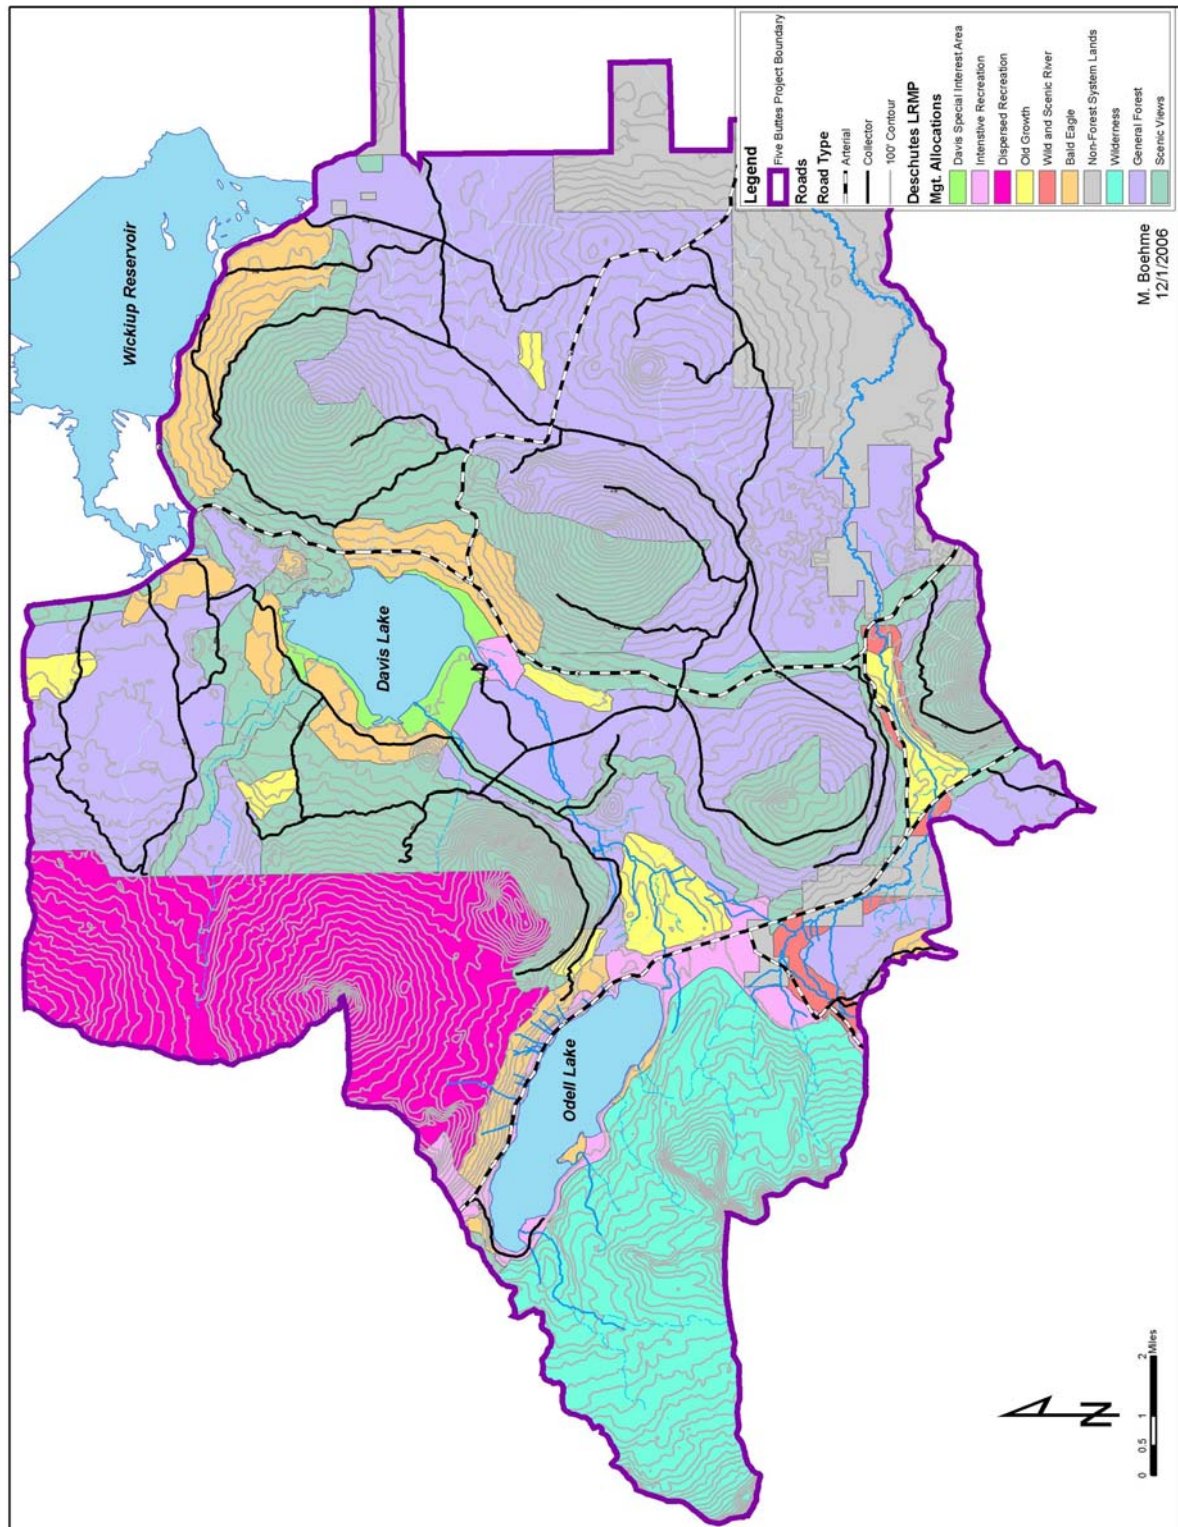 Wickiup Reservoir
Davis Lake
Odell Lake
Legend
Five Buttes Project Boundary
Roads
Road Type
Arterial
Collector
100' Contour
Deschutes LRMP
Mgt. Allocations
Davis Special Interest Area
Intenstive Recreation
Dispersed Recreation
Old Growth
Wild and Scenic River
Bald Eagle
Non-Forest System Lands
Wilderness
General Forest
Scenic Views
M. Boehme
12/1/2006
N
0 0.5 1 2
Miles